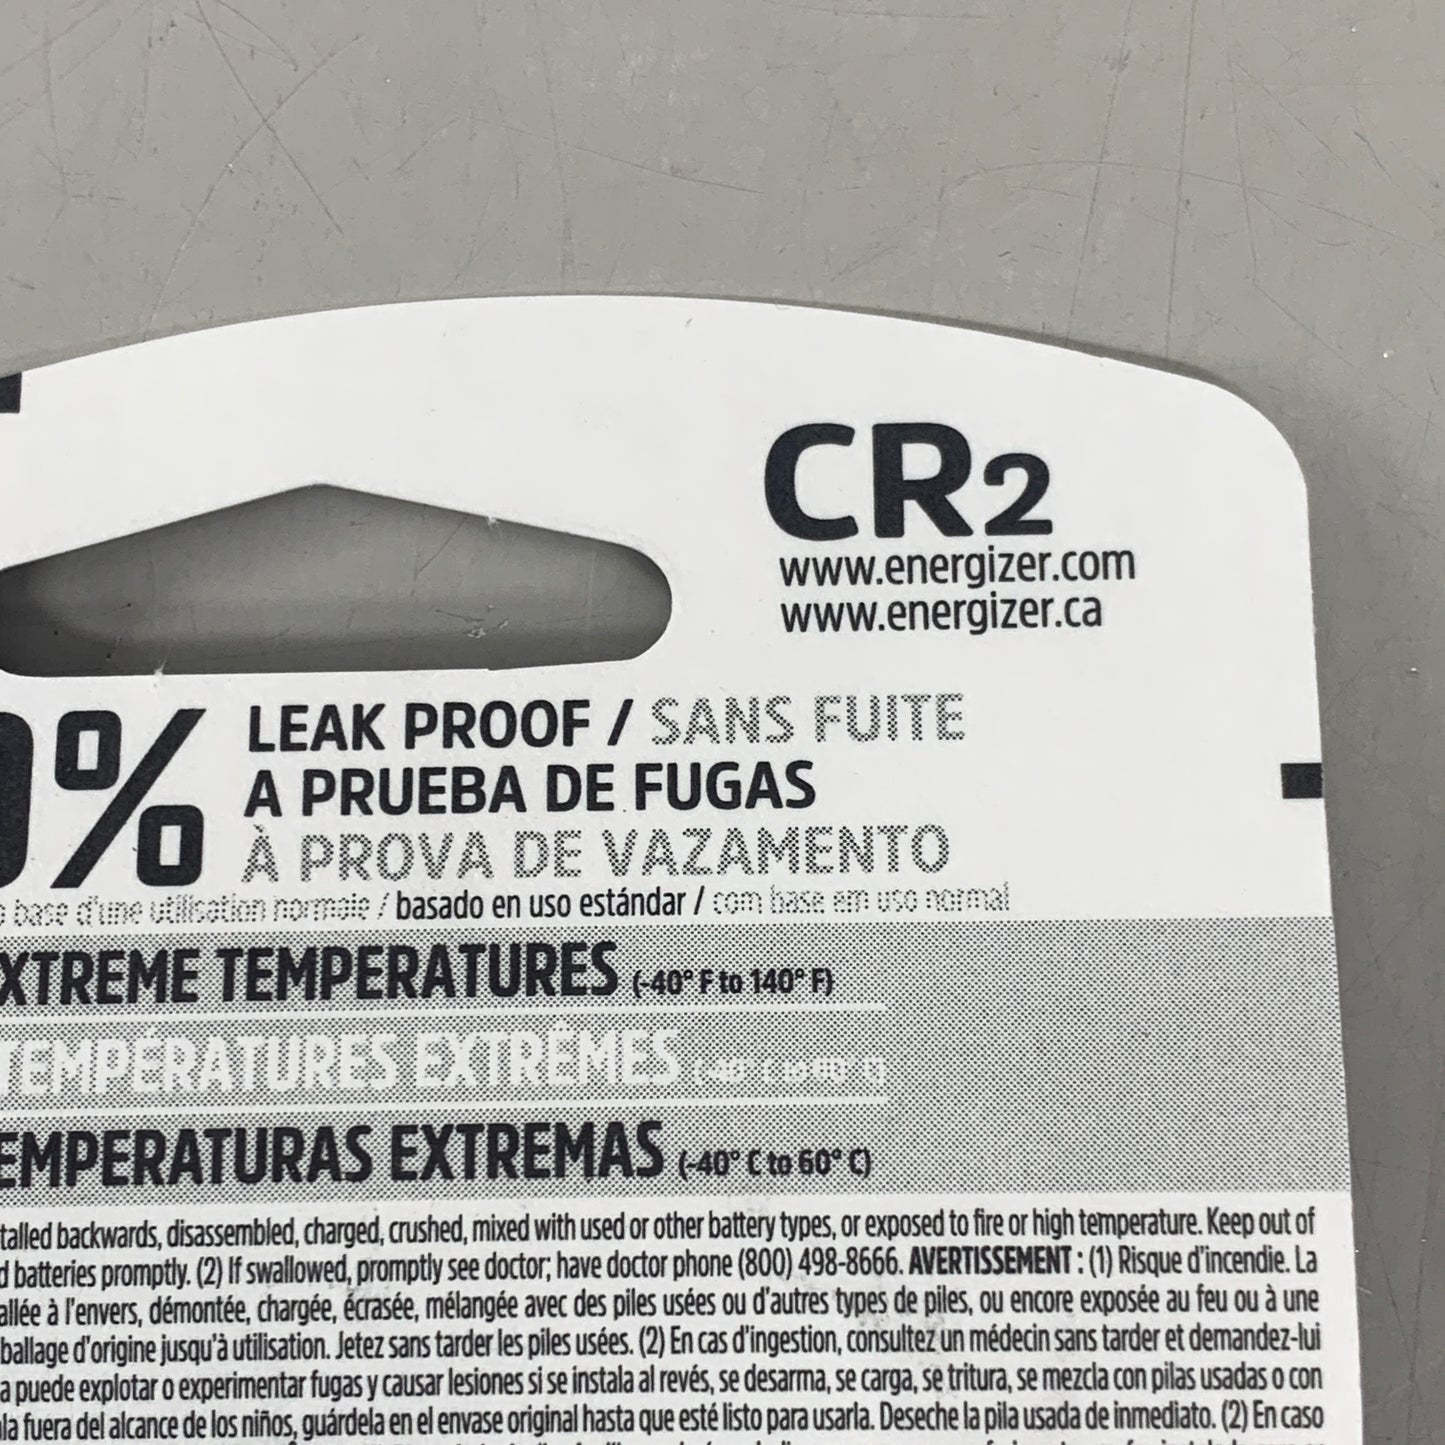 CR2
www.energizer.com
www.energizer.ca
% LEAK PROOF / SANS FUITE
A PRUEBA DE FUGAS
À PROVA DE VAZAMENTO
base d'une utilisation normale / basado en uso estándar / com base em uso normal
XTREME TEMPERATURES (-40° F to 140° F)
TEMPÉRATURES EXTRÊMES
EMPERATURAS EXTREMAS (-40° C to 60° C)
talled backwards, disassembled, charged, crushed, mixed with used or other battery types, or exposed to fire or high temperature. Keep out of
d batteries promptly. (2) If swallowed, promptly see doctor; have doctor phone (800) 498-8666. AVERTISSEMENT : (1) Risque d'incendie. La
allée à l'envers, démontée, chargée, écrasée, mélangée avec des piles usées ou d'autres types de piles, ou encore exposée au feu ou à une
ballage d'origine jusqu'à utilisation. Jetez sans tarder les piles usées. (2) En cas d'ingestion, consultez un médecin sans tarder et demandez-lui
a puede explotar o experimentar fugas y causar lesiones si se instala al revés, se desarma, se carga, se tritura, se mezcla con pilas usadas o con
la fuera del alcance de los niños, guárdela en el envase original hasta que esté listo para usarla. Deseche la pila usada de inmediato. (2) En caso